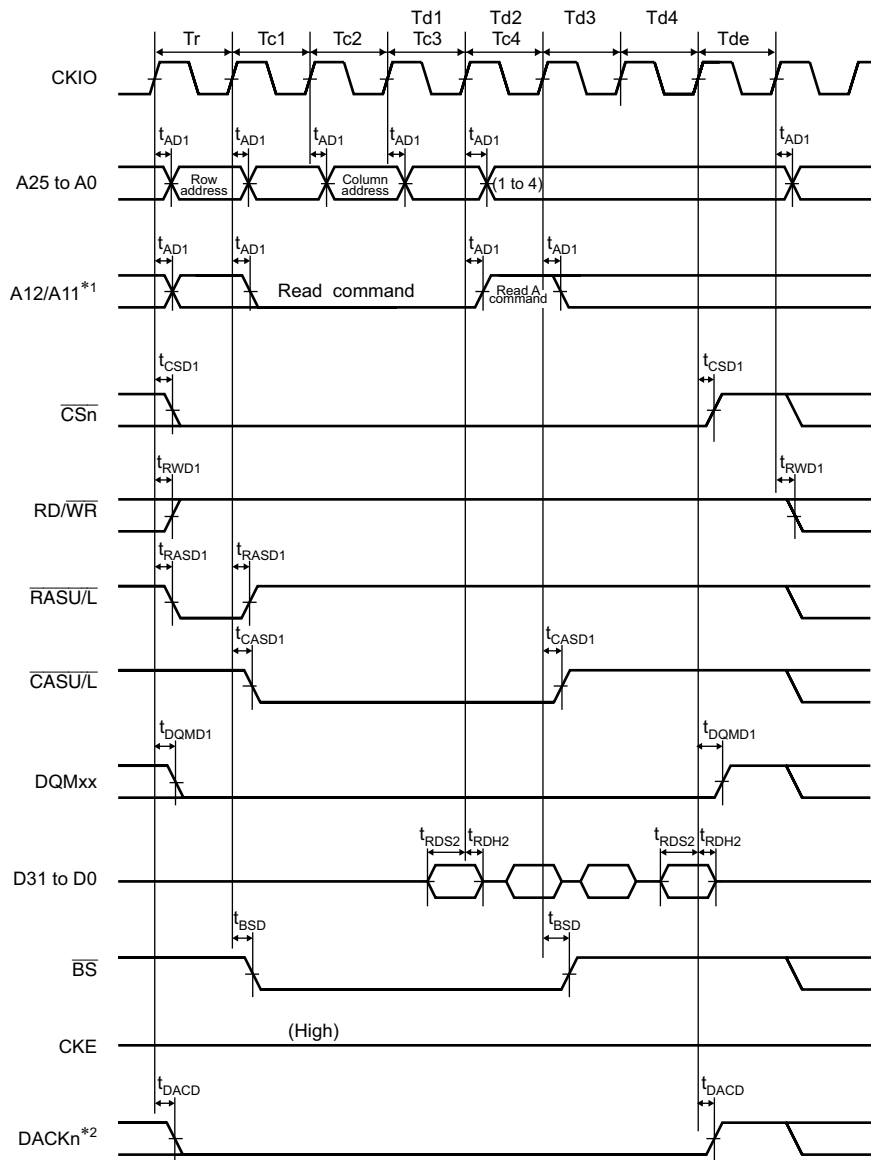 Td1 Td2 Td3 Td4
Tr Tc1 Tc2 Tc3 Tc4 Tde
CKIO
tAD1 tAD1 tAD1 tAD1 tAD1 tAD1
A25 to A0 Row address Column address (1 to 4)
tAD1 tAD1 tAD1 tAD1
A12/A11*1 Read command Read A command
tCSD1 tCSD1
CSn
tRWD1 tRWD1
RD/WR
tRASD1 tRASD1
RASU/L
tCASD1 tCASD1
CASU/L
tDQMD1 tDQMD1
DQMxx
tRDS2 tRDH2 tRDS2 tRDH2
D31 to D0
tBSD tBSD
BS
(High)
CKE
tDACD tDACD
DACKn*2